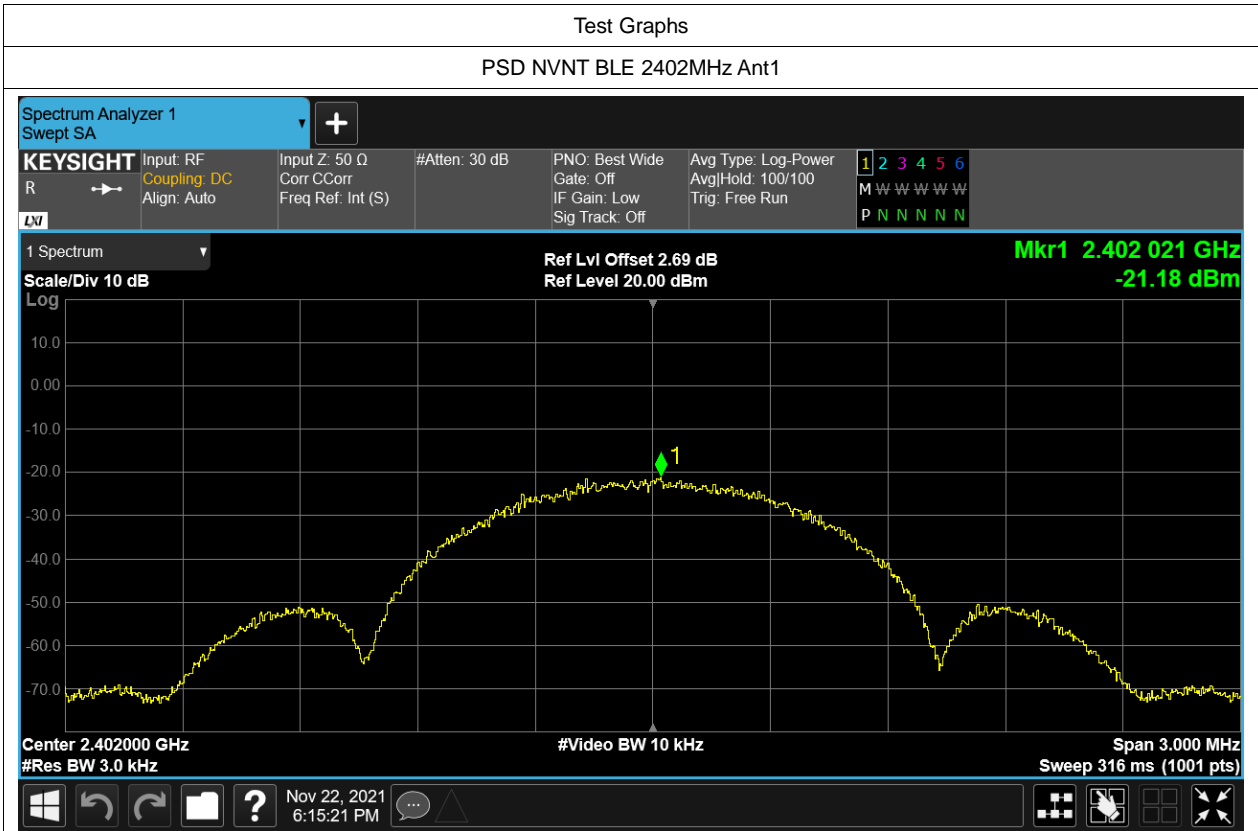 Test Graphs
PSD NVNT BLE 2402MHz Ant1
Spectrum Analyzer 1
Swept SA
KEYSIGHT
R
LXI
Input: RF
Coupling: DC
Align: Auto
Input Z: 50 Ω
Corr CCorr
Freq Ref: Int (S)
#Atten: 30 dB
PNO: Best Wide
Gate: Off
IF Gain: Low
Sig Track: Off
Avg Type: Log-Power
Avg|Hold: 100/100
Trig: Free Run
1 2 3 4 5 6
M W W W W W
P N N N N N
1 Spectrum
Scale/Div 10 dB
Log
Ref Lvl Offset 2.69 dB
Ref Level 20.00 dBm
Mkr1 2.402 021 GHz
-21.18 dBm
10.0
0.00
-10.0
-20.0
-30.0
-40.0
-50.0
-60.0
-70.0
1
Center 2.402000 GHz
#Res BW 3.0 kHz
#Video BW 10 kHz
Span 3.000 MHz
Sweep 316 ms (1001 pts)
?
Nov 22, 2021
6:15:21 PM